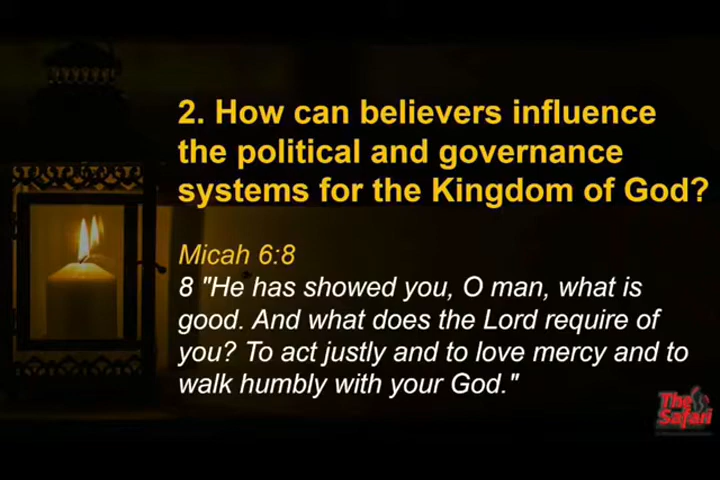 2. How can believers influence
the political and governance
systems for the Kingdom of God?
Micah 6:8
8 "He has showed you, O man, what is
good. And what does the Lord require of
you? To act justly and to love mercy and to
walk humbly with your God."
The
Safari